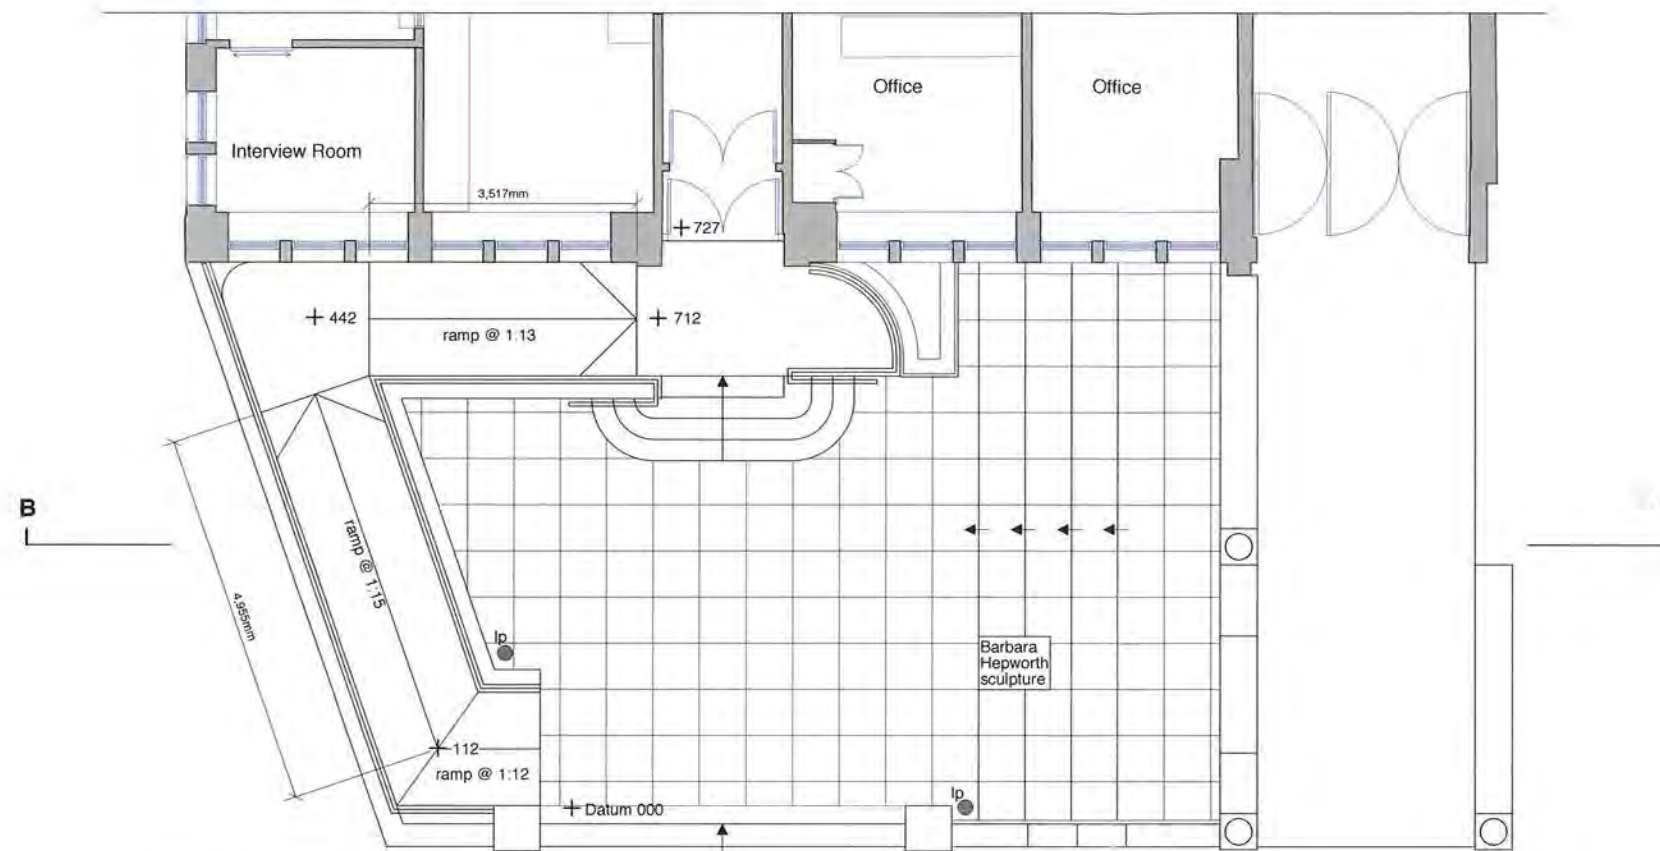 Office
Office
Interview Room
3,517mm
727
442
712
ramp @ 1:13
B
ramp @ 1:15
4,955mm
lp
Barbara
Hepworth
sculpture
112
ramp @ 1:12
lp
Datum 000